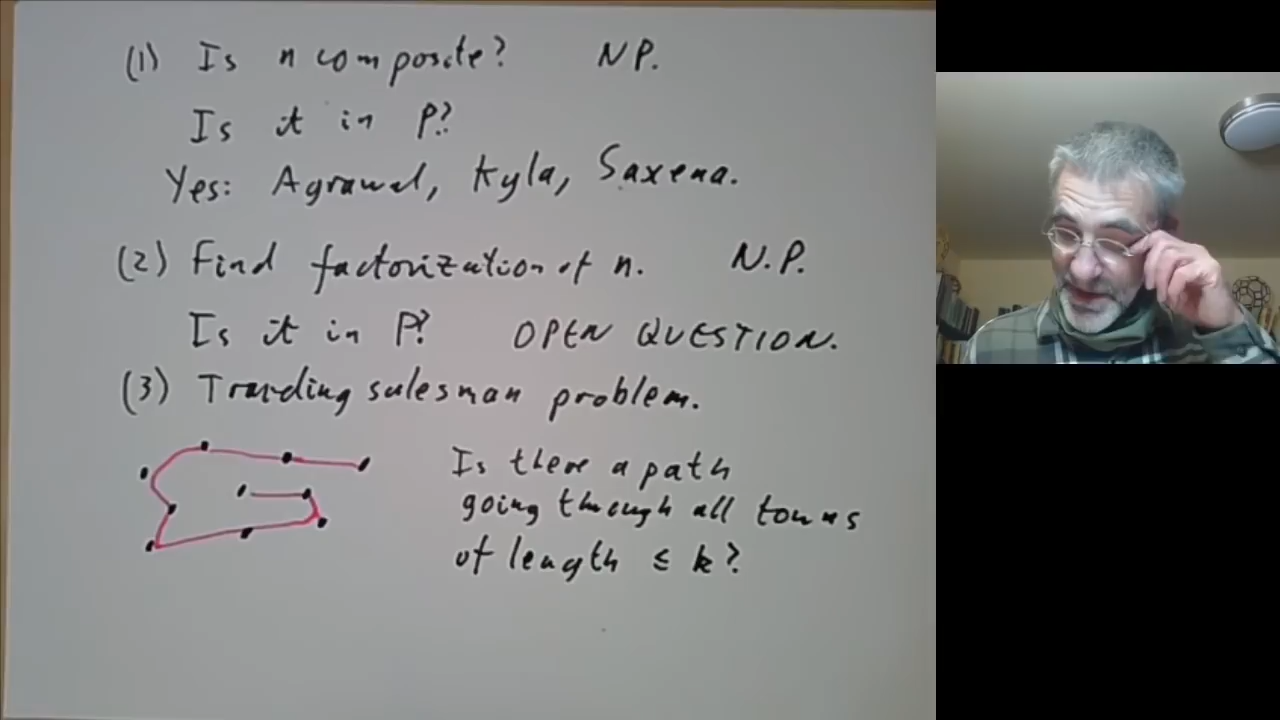 (1) Is n composite? NP.
Is it in P?
Yes: Agrawal, Kyla, Saxena.
(2) Find factorization of n. N.P.
Is it in P? OPEN QUESTION.
(3) Traveling salesman problem.
Is there a path
going through all towns
of length ≤ k?